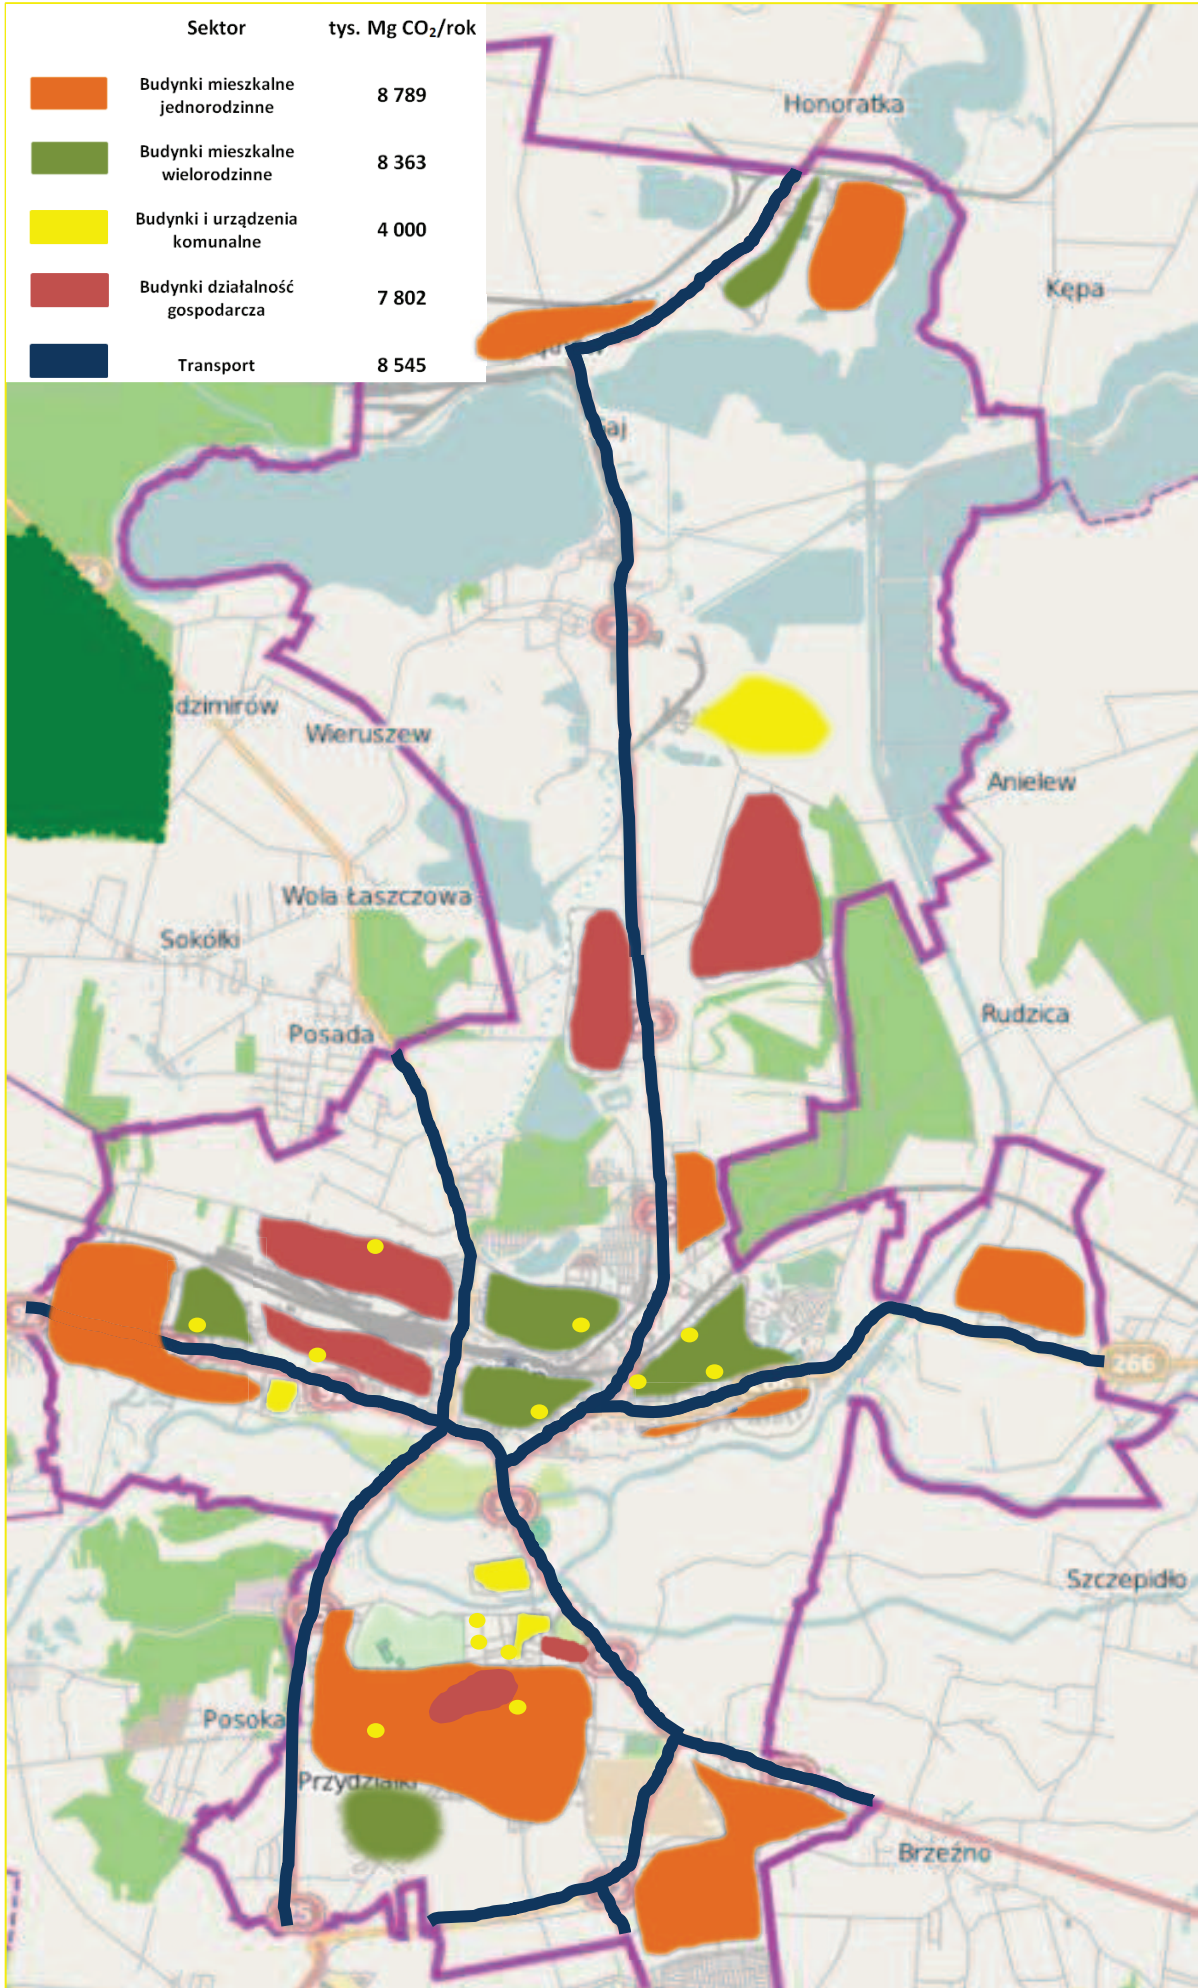 Sektor
tys. Mg CO₂/rok
Budynki mieszkalne
jednorodzinne
8 789
Budynki mieszkalne
wielorodzinne
8 363
Budynki i urządzenia
komunalne
4 000
Budynki działalność
gospodarcza
7 802
Transport
8 545
Honoratka
Kępa
dzimirów
Wieruszew
Anielew
Wola Łaszczowa
Sokółki
Rudzica
Posada
266
Szczepidło
Posoka
Przydziałki
Brzeźno